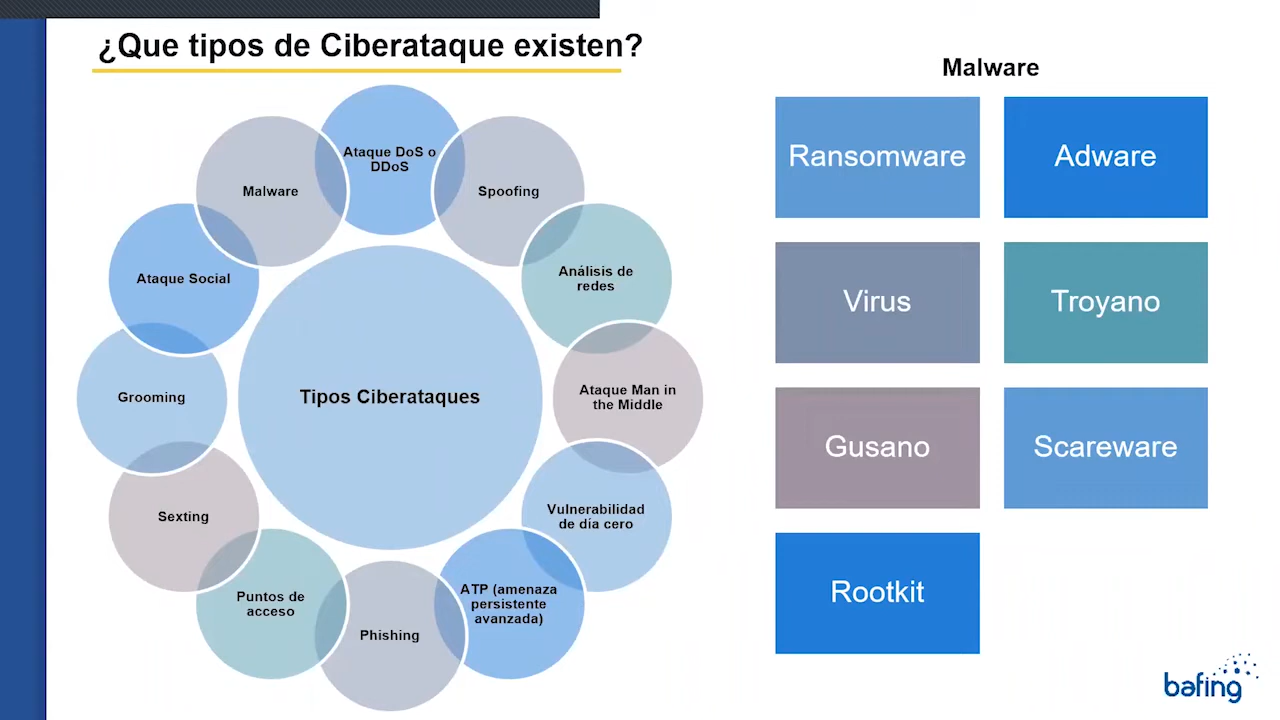 ¿Que tipos de Ciberataque existen?
Ataque DoS o
DDoS
Spoofing
Análisis de
redes
Ataque Man in
the Middle
Vulnerabilidad
de día cero
ATP (amenaza
persistente
avanzada)
Phishing
Puntos de
acceso
Sexting
Grooming
Ataque Social
Malware
Tipos Ciberataques
Malware
Ransomware
Adware
Virus
Troyano
Gusano
Scareware
Rootkit
bafing